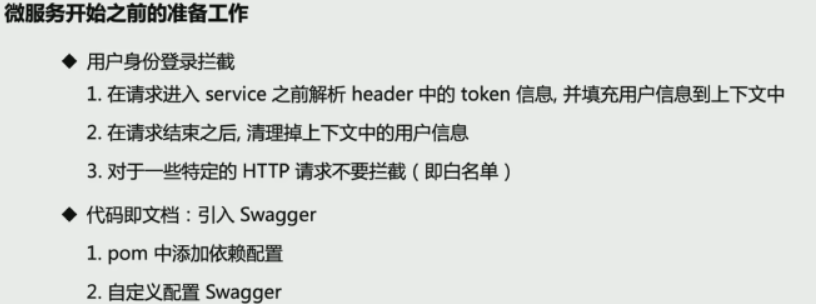 微服务开始之前的准备工作
◆ 用户身份登录拦截
1. 在请求进入 service 之前解析 header 中的 token 信息, 并填充用户信息到上下文中
2. 在请求结束之后, 清理掉上下文中的用户信息
3. 对于一些特定的 HTTP 请求不要拦截 ( 即白名单 )
◆ 代码即文档：引入 Swagger
1. pom 中添加依赖配置
2. 自定义配置 Swagger